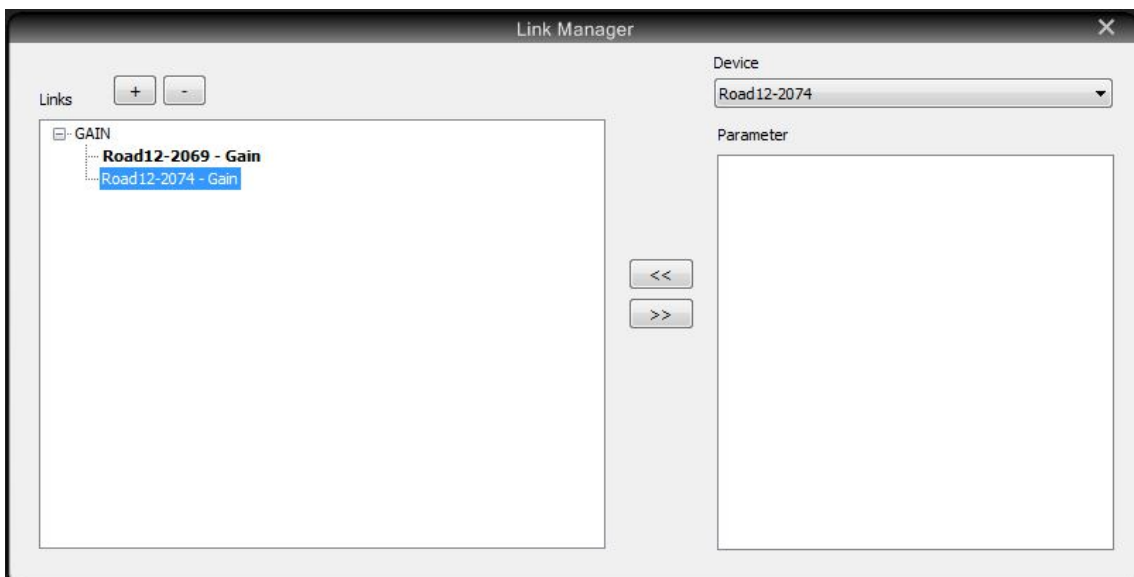 Link Manager
Links
+
-
GAIN
Road12-2069 - Gain
Road12-2074 - Gain
<<
>>
Device
Road12-2074
Parameter